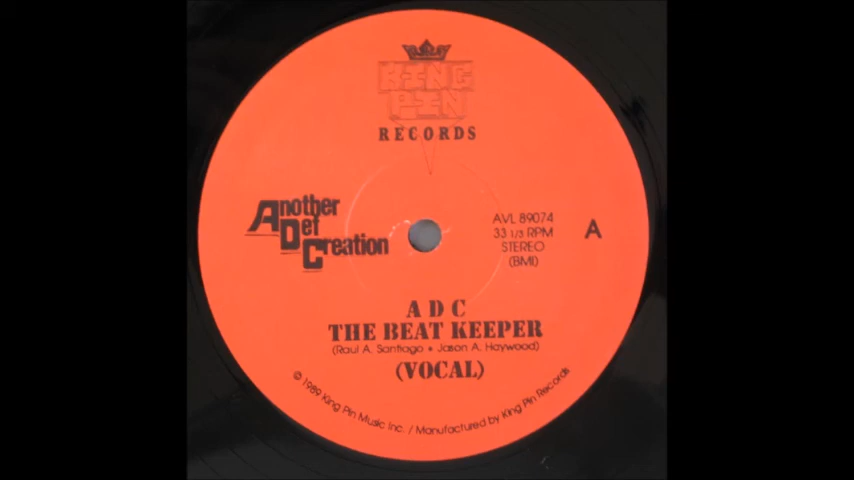 KING
PIN
RECORDS
Another
Def
Creation
AVL 89074
33 1/3 RPM
STEREO
(BMI)
A
A D C
THE BEAT KEEPER
(Raul A. Santiago • Jason A. Haywood)
(VOCAL)
© 1989 King Pin Music Inc. / Manufactured by King Pin Records